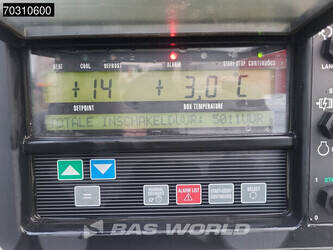 70310600
HEAT COOL DEFROST ALARM START-STOP CONTINUOUS
+14 + 3.0 C
SETPOINT BOX TEMPERATURE
TOTALE INSCHAKELDUUR: 5011UUR
=
ALARM LIST
SELECT
BAS WORLD